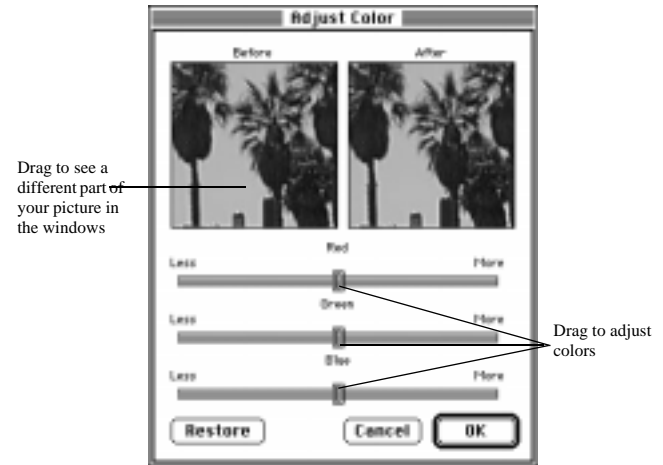 Adjust Color
Before After
Drag to see a
different part of
your picture in
the windows
Red
Less More
Green
Less More
Blue
Less More
Drag to adjust
colors
Restore Cancel OK